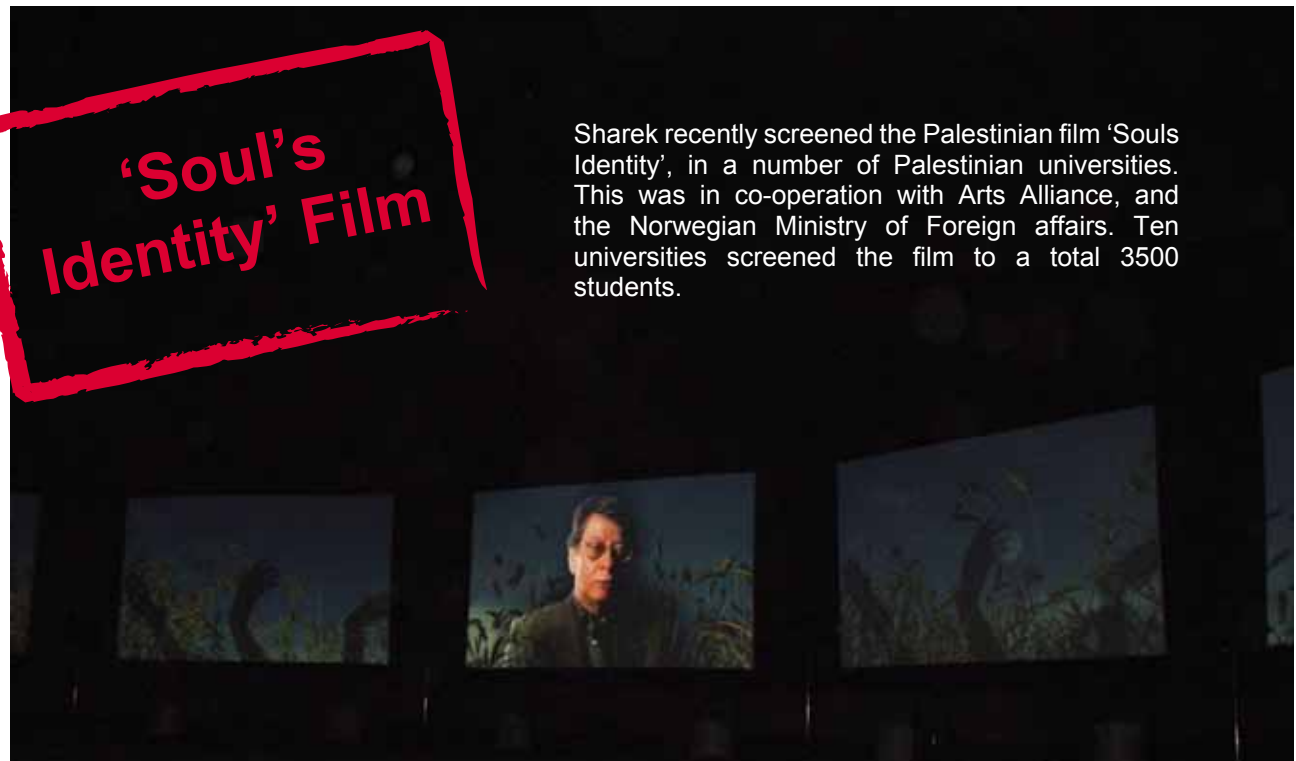 ‘Soul’s
Identity’ Film
Sharek recently screened the Palestinian film ‘Souls
Identity’, in a number of Palestinian universities.
This was in co-operation with Arts Alliance, and
the Norwegian Ministry of Foreign affairs. Ten
universities screened the film to a total 3500
students.